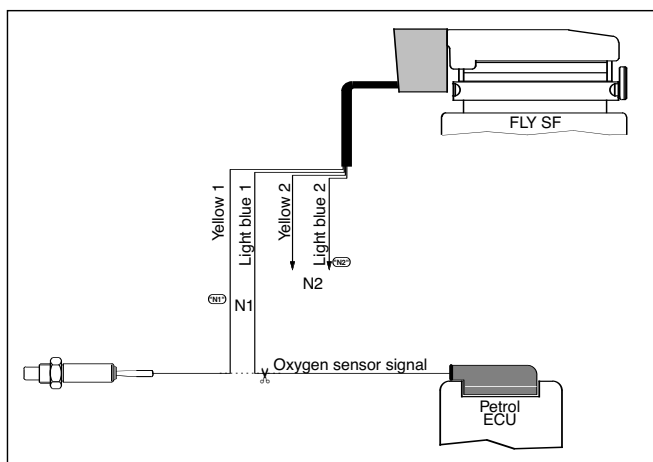 FLY SF
Yellow 1
Light blue 1
Yellow 2
Light blue 2
"N2"
N2
"N1"
N1
Oxygen sensor signal
Petrol
ECU